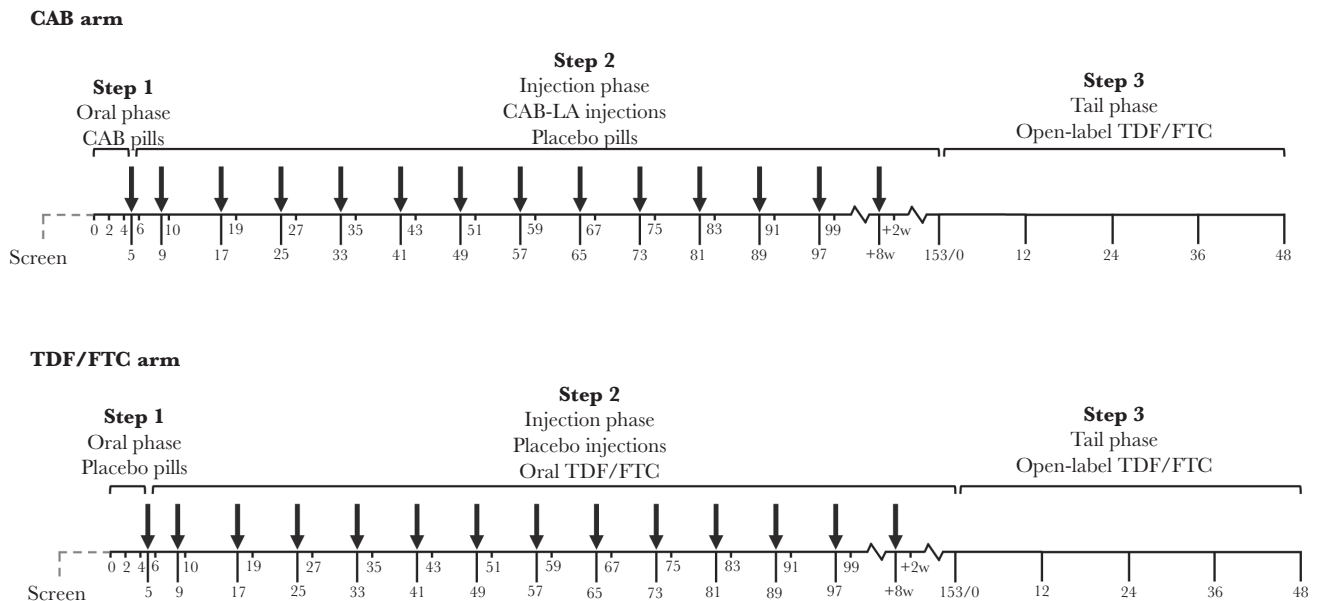 CAB arm
Step 1
Oral phase
CAB pills
Step 2
Injection phase
CAB-LA injections
Placebo pills
Step 3
Tail phase
Open-label TDF/FTC
0 2 4 6 10 19 27 35 43 51 59 67 75 83 91 99 +2w
Screen 5 9 17 25 33 41 49 57 65 73 81 89 97 +8w 153/0 12 24 36 48
TDF/FTC arm
Step 1
Oral phase
Placebo pills
Step 2
Injection phase
Placebo injections
Oral TDF/FTC
Step 3
Tail phase
Open-label TDF/FTC
0 2 4 6 10 19 27 35 43 51 59 67 75 83 91 99 +2w
Screen 5 9 17 25 33 41 49 57 65 73 81 89 97 +8w 153/0 12 24 36 48